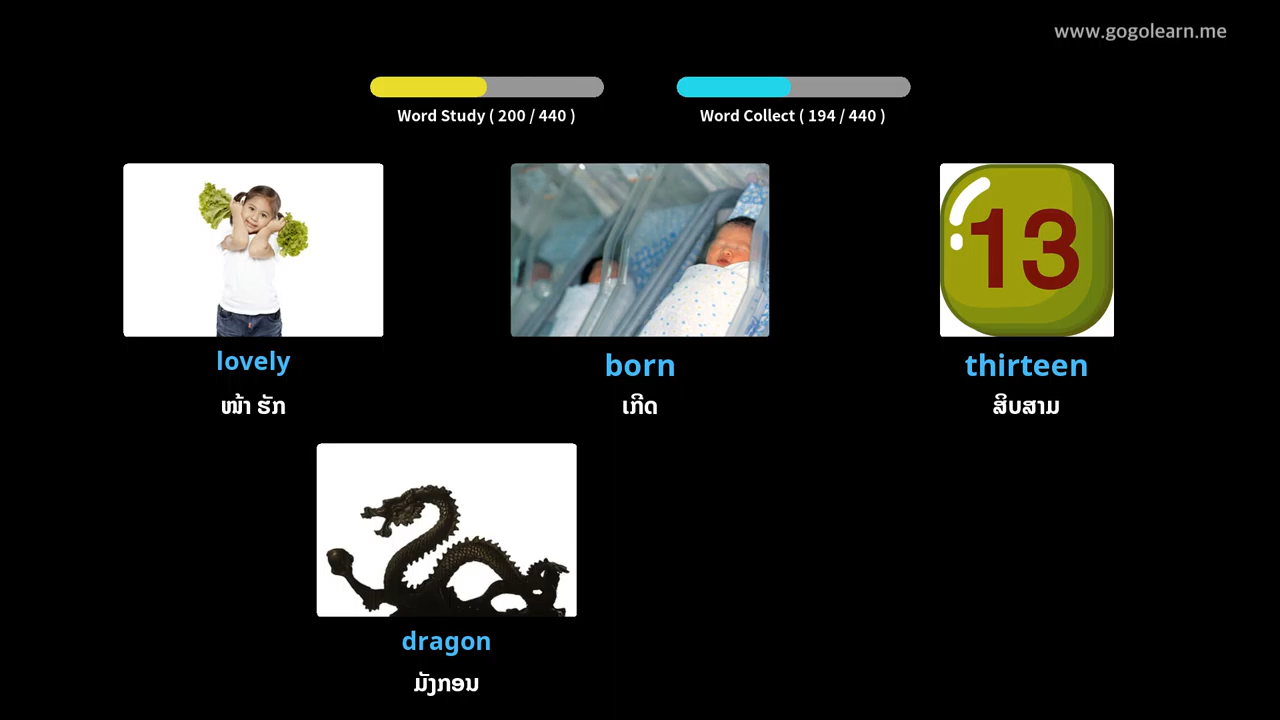 www.gogolearn.me
Word Study ( 200 / 440 )
Word Collect ( 194 / 440 )
13
lovely
born
thirteen
ໜ້າ ຮັກ
ເກີດ
ສິບສາມ
dragon
ມັງກອນ